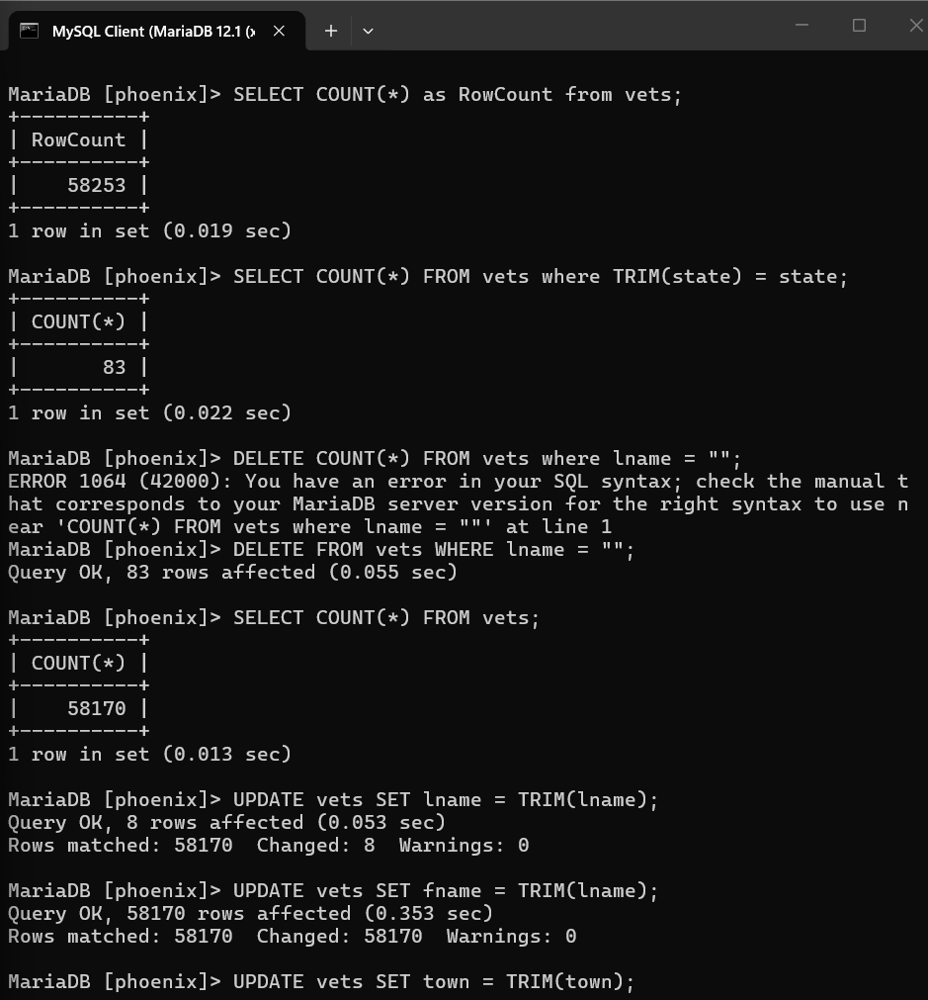 MySQL Client (MariaDB 12.1 (x
MariaDB [phoenix]> SELECT COUNT(*) as RowCount from vets;
+----------+
| RowCount |
+----------+
|    58253 |
+----------+
1 row in set (0.019 sec)
MariaDB [phoenix]> SELECT COUNT(*) FROM vets where TRIM(state) = state;
+----------+
| COUNT(*) |
+----------+
|       83 |
+----------+
1 row in set (0.022 sec)
MariaDB [phoenix]> DELETE COUNT(*) FROM vets where lname = "";
ERROR 1064 (42000): You have an error in your SQL syntax; check the manual t
hat corresponds to your MariaDB server version for the right syntax to use n
ear 'COUNT(*) FROM vets where lname = ""' at line 1
MariaDB [phoenix]> DELETE FROM vets WHERE lname = "";
Query OK, 83 rows affected (0.055 sec)
MariaDB [phoenix]> SELECT COUNT(*) FROM vets;
+----------+
| COUNT(*) |
+----------+
|    58170 |
+----------+
1 row in set (0.013 sec)
MariaDB [phoenix]> UPDATE vets SET lname = TRIM(lname);
Query OK, 8 rows affected (0.053 sec)
Rows matched: 58170  Changed: 8  Warnings: 0
MariaDB [phoenix]> UPDATE vets SET fname = TRIM(lname);
Query OK, 58170 rows affected (0.353 sec)
Rows matched: 58170  Changed: 58170  Warnings: 0
MariaDB [phoenix]> UPDATE vets SET town = TRIM(town);